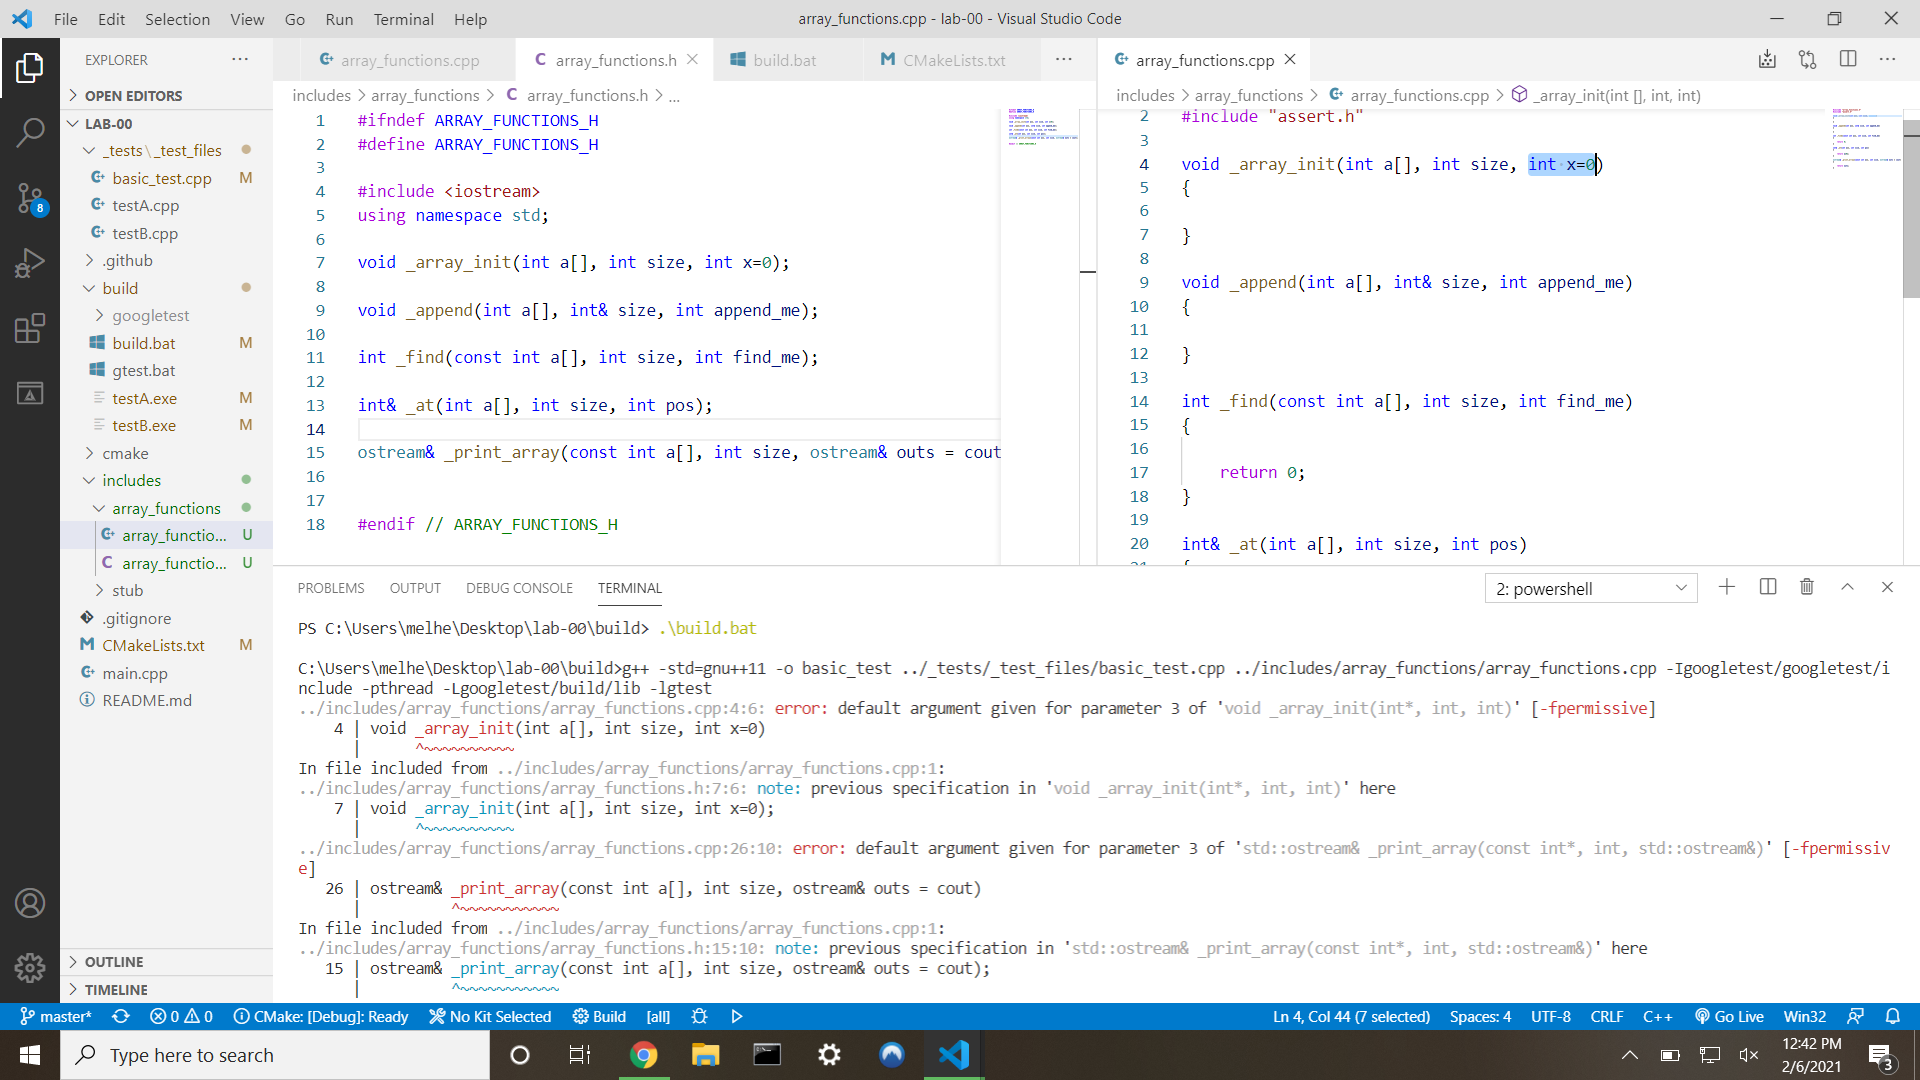 File Edit Selection View Go Run Terminal Help
array_functions.cpp - lab-00 - Visual Studio Code
EXPLORER
OPEN EDITORS
LAB-00
_tests\_test_files
basic_test.cpp M
testA.cpp
testB.cpp
.github
build
googletest
build.bat M
gtest.bat
testA.exe M
testB.exe M
cmake
includes
array_functions
array_functio... U
array_functio... U
stub
.gitignore
CMakeLists.txt M
main.cpp
README.md
OUTLINE
TIMELINE
8
array_functions.cpp
array_functions.h
build.bat
CMakeLists.txt
includes > array_functions > C array_functions.h > ...
1 #ifndef ARRAY_FUNCTIONS_H
2 #define ARRAY_FUNCTIONS_H
3
4 #include <iostream>
5 using namespace std;
6
7 void _array_init(int a[], int size, int x=0);
8
9 void _append(int a[], int& size, int append_me);
10
11 int _find(const int a[], int size, int find_me);
12
13 int& _at(int a[], int size, int pos);
14
15 ostream& _print_array(const int a[], int size, ostream& outs = cout
16
17
18 #endif // ARRAY_FUNCTIONS_H
array_functions.cpp
includes > array_functions > array_functions.cpp > _array_init(int [], int, int)
2 #include "assert.h"
3
4 void _array_init(int a[], int size, int x=0)
5 {
6
7 }
8
9 void _append(int a[], int& size, int append_me)
10 {
11
12 }
13
14 int _find(const int a[], int size, int find_me)
15 {
16
17 return 0;
18 }
19
20 int& _at(int a[], int size, int pos)
21 {
PROBLEMS OUTPUT DEBUG CONSOLE TERMINAL
2: powershell
PS C:\Users\melhe\Desktop\lab-00\build> .\build.bat
C:\Users\melhe\Desktop\lab-00\build>g++ -std=gnu++11 -o basic_test ../_tests/_test_files/basic_test.cpp ../includes/array_functions/array_functions.cpp -Igoogletest/googletest/i
nclude -pthread -Lgoogletest/build/lib -lgtest
../includes/array_functions/array_functions.cpp:4:6: error: default argument given for parameter 3 of 'void _array_init(int*, int, int)' [-fpermissive]
4 | void _array_init(int a[], int size, int x=0)
| ^~~~~~~~~~~
In file included from ../includes/array_functions/array_functions.cpp:1:
../includes/array_functions/array_functions.h:7:6: note: previous specification in 'void _array_init(int*, int, int)' here
7 | void _array_init(int a[], int size, int x=0);
| ^~~~~~~~~~~
../includes/array_functions/array_functions.cpp:26:10: error: default argument given for parameter 3 of 'std::ostream& _print_array(const int*, int, std::ostream&)' [-fpermissiv
e]
26 | ostream& _print_array(const int a[], int size, ostream& outs = cout)
| ^~~~~~~~~~~~
In file included from ../includes/array_functions/array_functions.cpp:1:
../includes/array_functions/array_functions.h:15:10: note: previous specification in 'std::ostream& _print_array(const int*, int, std::ostream&)' here
15 | ostream& _print_array(const int a[], int size, ostream& outs = cout);
| ^~~~~~~~~~~~
master* 0 0 CMake: [Debug]: Ready No Kit Selected Build [all] Ln 4, Col 44 (7 selected) Spaces: 4 UTF-8 CRLF C++ Go Live Win32
Type here to search
12:42 PM
2/6/2021
3